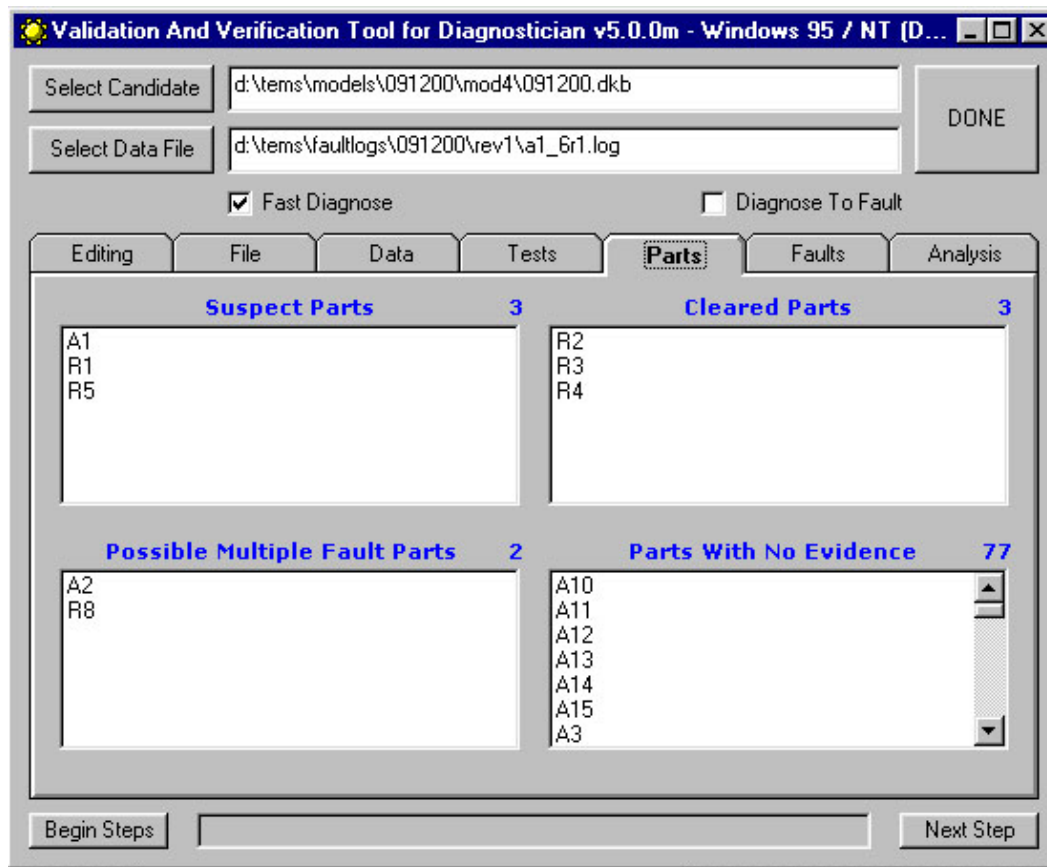 Validation And Verification Tool for Diagnostician v5.0.0m - Windows 95 / NT (D...
Select Candidate d:\tems\models\091200\mod4\091200.dkb
DONE
Select Data File d:\tems\faultlogs\091200\rev1\a1_6r1.log
Fast Diagnose Diagnose To Fault
Editing File Data Tests Parts Faults Analysis
Suspect Parts 3 Cleared Parts 3
A1 R2
R1 R3
R5 R4
Possible Multiple Fault Parts 2 Parts With No Evidence 77
A2 A10
R8 A11
A12
A13
A14
A15
A3
Begin Steps Next Step